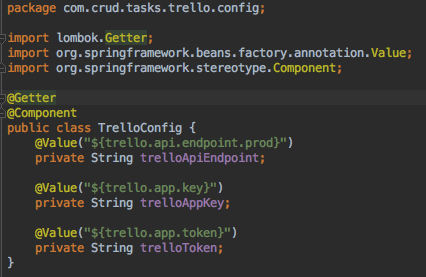 package com.crud.tasks.trello.config;
import lombok.Getter;
import org.springframework.beans.factory.annotation.Value;
import org.springframework.stereotype.Component;
@Getter
@Component
public class TrelloConfig {
@Value("${trello.api.endpoint.prod}")
private String trelloApiEndpoint;
@Value("${trello.app.key}")
private String trelloAppKey;
@Value("${trello.app.token}")
private String trelloToken;
}